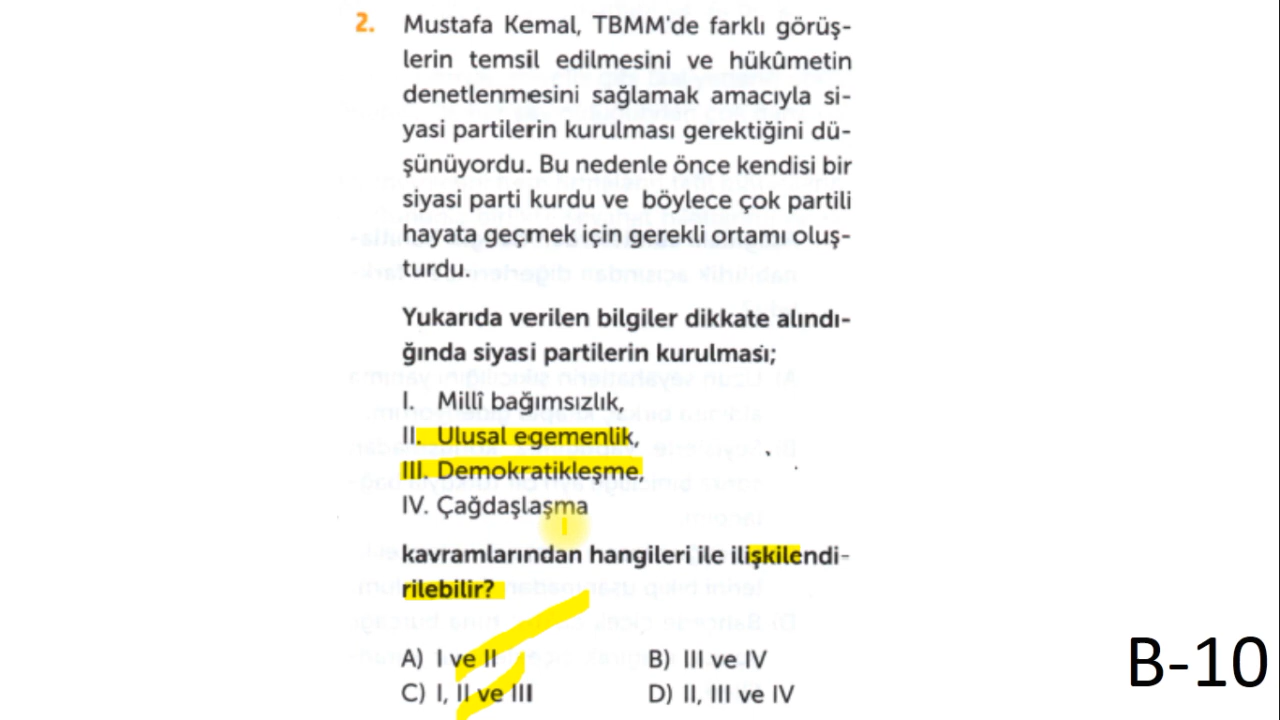 2. Mustafa Kemal, TBMM'de farklı görüş-
lerin temsil edilmesini ve hükûmetin
denetlenmesini sağlamak amacıyla si-
yasi partilerin kurulması gerektiğini dü-
şünüyordu. Bu nedenle önce kendisi bir
siyasi parti kurdu ve böylece çok partili
hayata geçmek için gerekli ortamı oluş-
turdu.
Yukarıda verilen bilgiler dikkate alındı-
ğında siyasi partilerin kurulması;
I. Millî bağımsızlık,
II. Ulusal egemenlik,
III. Demokratikleşme,
IV. Çağdaşlaşma
kavramlarından hangileri ile ilişkilendi-
rilebilir?
A) I ve II B) III ve IV
C) I, II ve III D) II, III ve IV
B-10